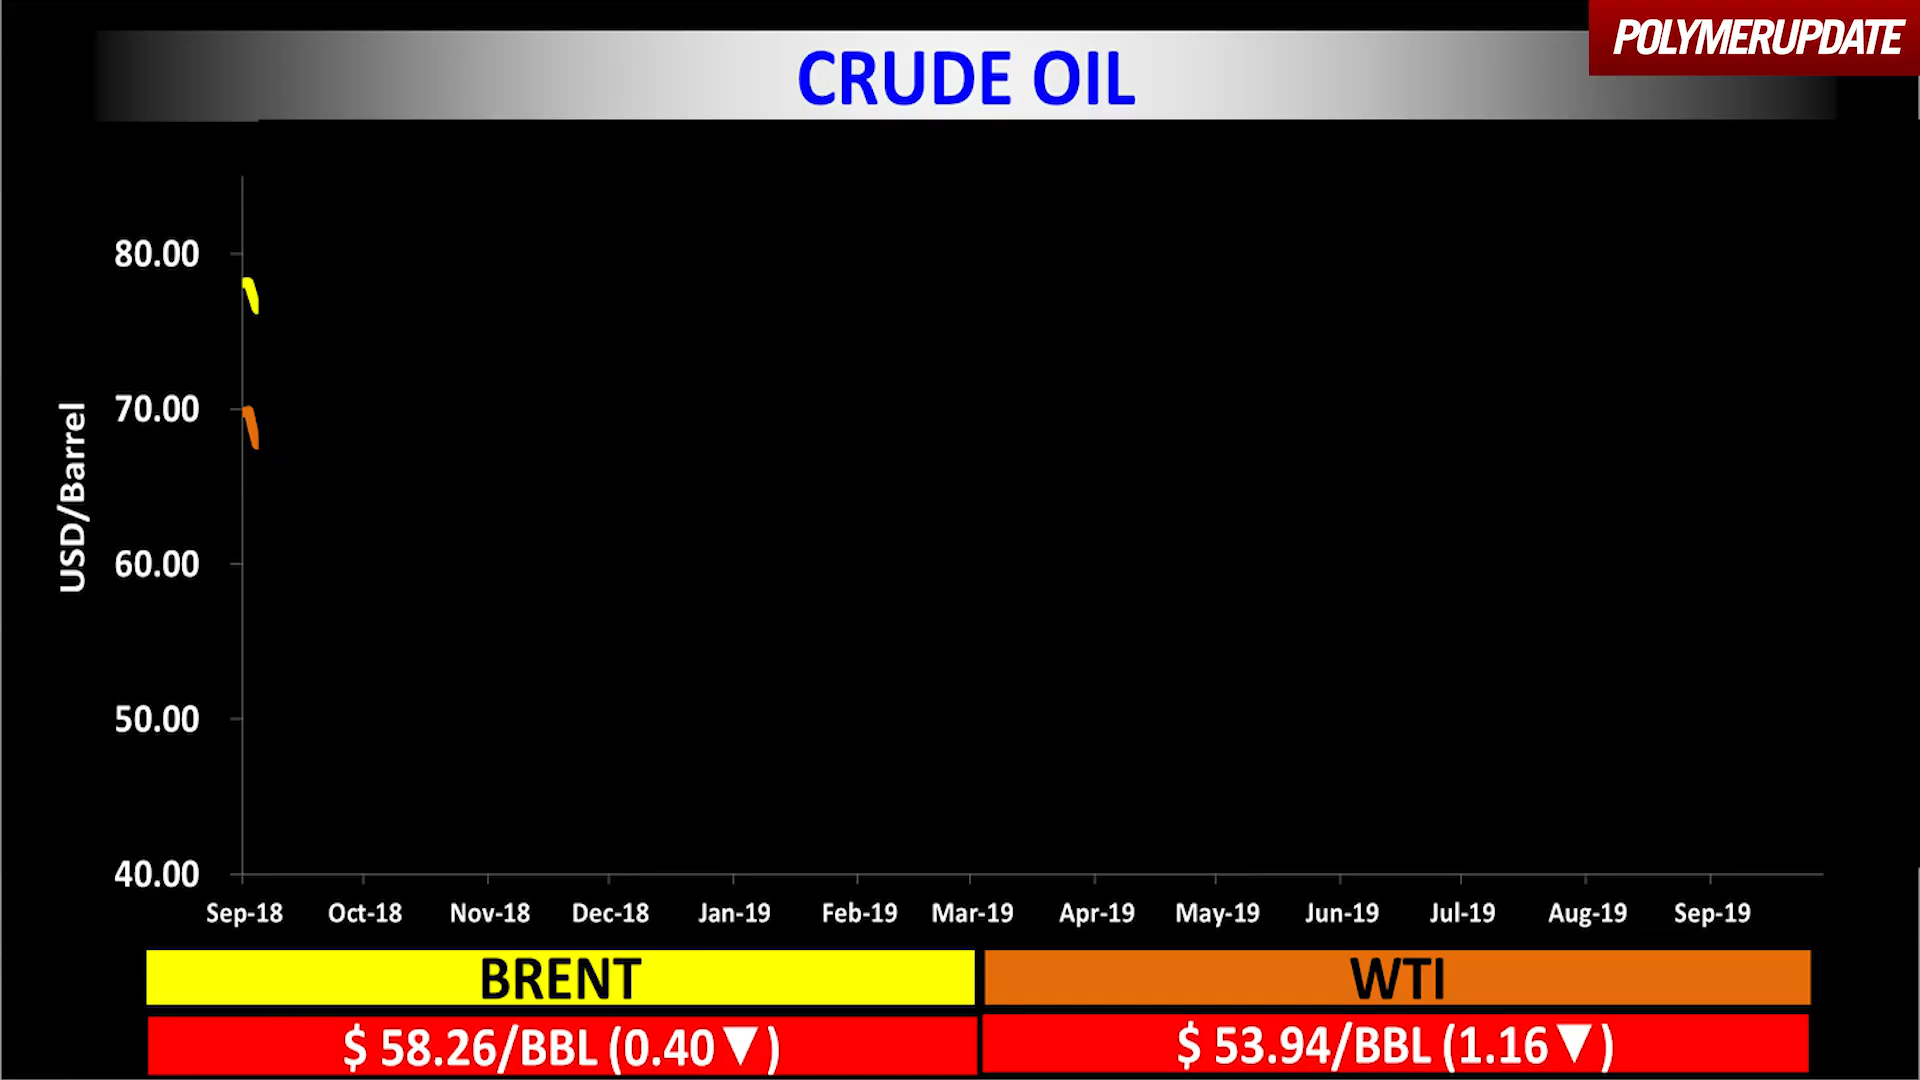 POLYMERUPDATE
CRUDE OIL
USD/Barrel
80.00
70.00
60.00
50.00
40.00
Sep-18 Oct-18 Nov-18 Dec-18 Jan-19 Feb-19 Mar-19 Apr-19 May-19 Jun-19 Jul-19 Aug-19 Sep-19
BRENT WTI
$ 58.26/BBL (0.40▼) $ 53.94/BBL (1.16▼)